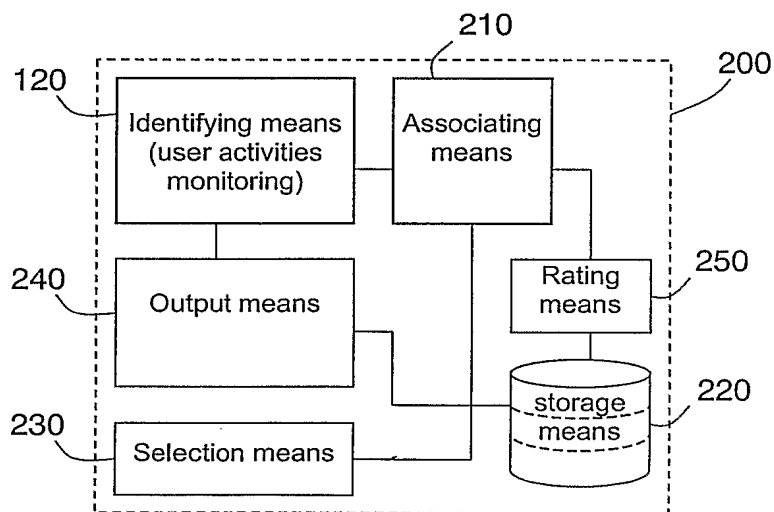 210
120
200
Identifying means
(user activities
monitoring)
Associating
means
240
Output means
Rating
means
250
storage
means
220
230
Selection means